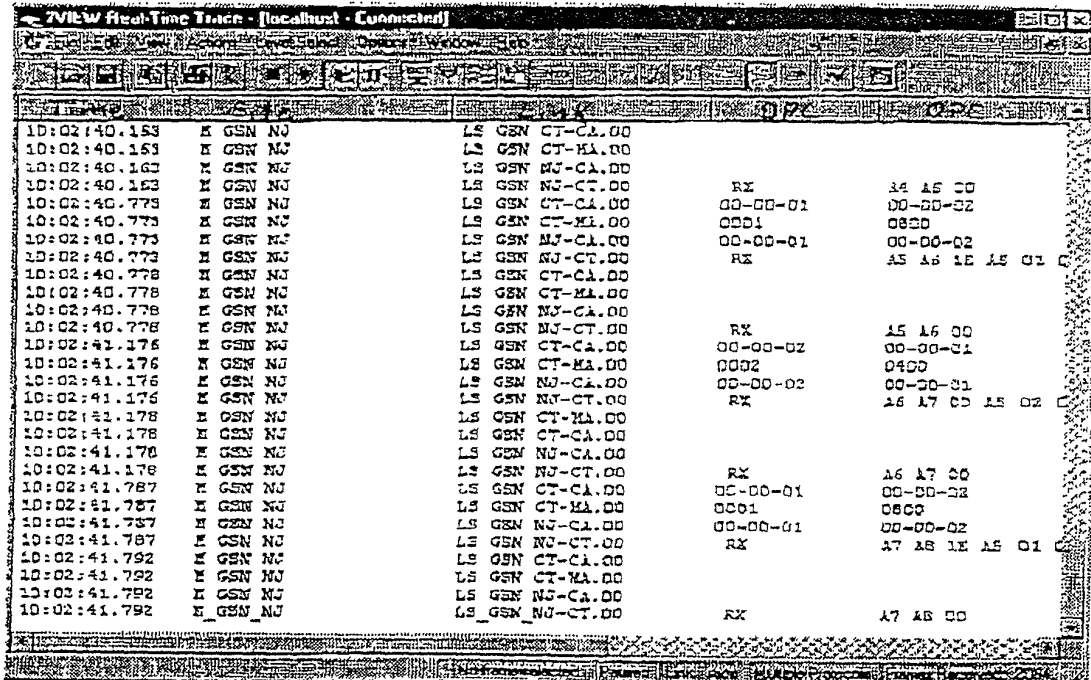 7VIEW Real-Time Trace - [localhost - Connected]
Site Link DPC OPC
10:02:40.163 E GSN NJ LS GSN CT-CA.00
10:02:40.163 E GSN NJ LS GSN CT-MA.00
10:02:40.163 E GSN NJ LS GSN NJ-CA.00
10:02:40.163 E GSN NJ LS GSN NJ-CT.00 RX A4 A5 00
10:02:40.773 E GSN NJ LS GSN CT-CA.00 00-00-01 00-00-02
10:02:40.773 E GSN NJ LS GSN CT-MA.00 0001 0800
10:02:40.773 E GSN NJ LS GSN NJ-CA.00 00-00-01 00-00-02
10:02:40.773 E GSN NJ LS GSN NJ-CT.00 RX A5 A6 1E A5 01
10:02:40.778 E GSN NJ LS GSN CT-CA.00
10:02:40.778 E GSN NJ LS GSN CT-MA.00
10:02:40.778 E GSN NJ LS GSN NJ-CA.00
10:02:40.778 E GSN NJ LS GSN NJ-CT.00 RX A5 A6 00
10:02:41.176 E GSN NJ LS GSN CT-CA.00 00-00-02 00-00-01
10:02:41.176 E GSN NJ LS GSN CT-MA.00 0002 0400
10:02:41.176 E GSN NJ LS GSN NJ-CA.00 00-00-02 00-00-01
10:02:41.176 E GSN NJ LS GSN NJ-CT.00 RX A6 A7 0D A5 02
10:02:41.178 E GSN NJ LS GSN CT-MA.00
10:02:41.178 E GSN NJ LS GSN CT-CA.00
10:02:41.178 E GSN NJ LS GSN NJ-CA.00
10:02:41.178 E GSN NJ LS GSN NJ-CT.00 RX A6 A7 00
10:02:41.787 E GSN NJ LS GSN CT-CA.00 00-00-01 00-00-02
10:02:41.787 E GSN NJ LS GSN CT-MA.00 0001 0800
10:02:41.787 E GSN NJ LS GSN NJ-CA.00 00-00-01 00-00-02
10:02:41.787 E GSN NJ LS GSN NJ-CT.00 RX A7 A8 1E A5 01
10:02:41.792 E GSN NJ LS GSN CT-CA.00
10:02:41.792 E GSN NJ LS GSN CT-MA.00
10:02:41.792 E GSN NJ LS GSN NJ-CA.00
10:02:41.792 E_GSN_NJ LS_GSN_NJ-CT.00 RX A7 A8 00